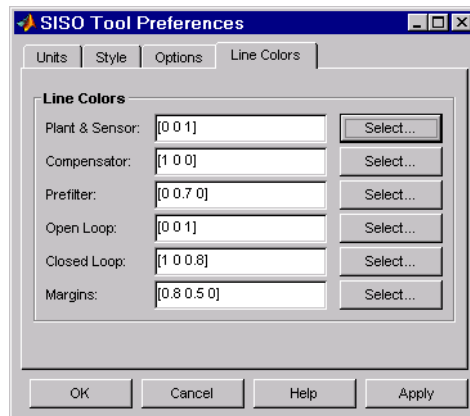 SISO Tool Preferences
Units Style Options Line Colors
Line Colors
Plant & Sensor: [0 0 1] Select...
Compensator: [1 0 0] Select...
Prefilter: [0 0.7 0] Select...
Open Loop: [0 0 1] Select...
Closed Loop: [1 0 0.8] Select...
Margins: [0.8 0.5 0] Select...
OK Cancel Help Apply